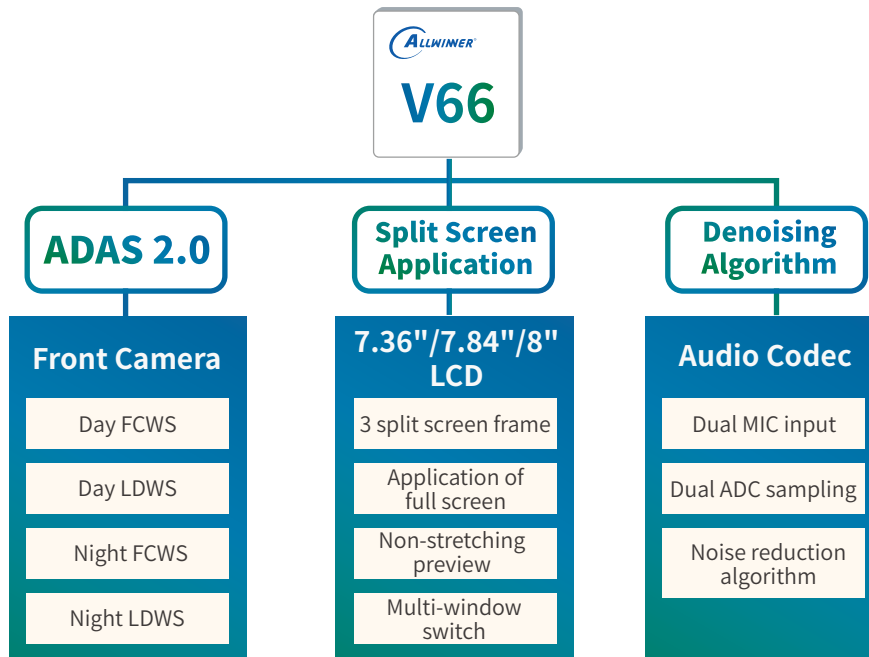 ALLWINNER
V66
ADAS 2.0
Split Screen
Application
Denoising
Algorithm
Front Camera
Day FCWS
Day LDWS
Night FCWS
Night LDWS
7.36"/7.84"/8"
LCD
3 split screen frame
Application of
full screen
Non-stretching
preview
Multi-window
switch
Audio Codec
Dual MIC input
Dual ADC sampling
Noise reduction
algorithm